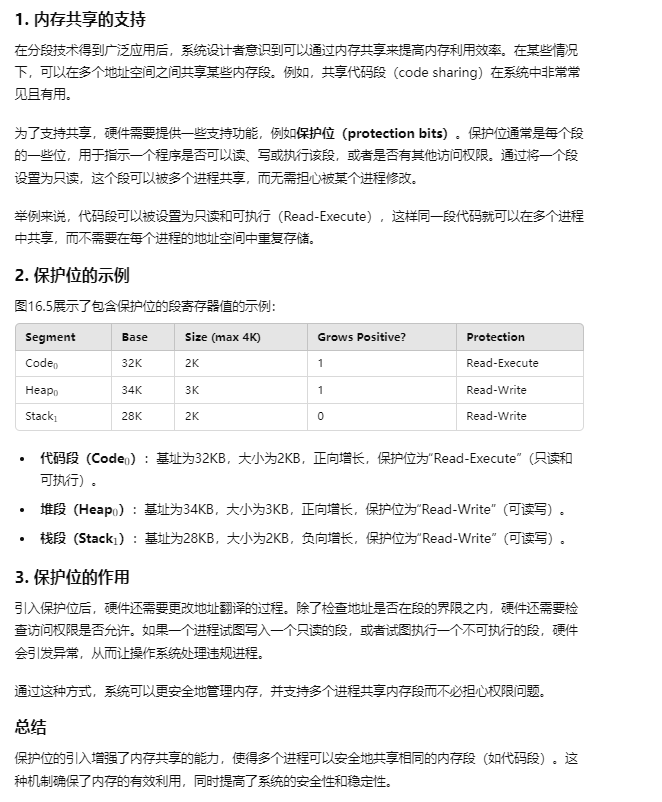 1. 内存共享的支持
在分段技术得到广泛应用后，系统设计者意识到可以通过内存共享来提高内存利用效率。在某些情况
下，可以在多个地址空间之间共享某些内存段。例如，共享代码段（code sharing）在系统中非常常
见且有用。
为了支持共享，硬件需要提供一些支持功能，例如保护位（protection bits）。保护位通常是每个段
的一些位，用于指示一个程序是否可以读、写或执行该段，或者是否有其他访问权限。通过将一个段
设置为只读，这个段可以被多个进程共享，而无需担心被某个进程修改。
举例来说，代码段可以被设置为只读和可执行（Read-Execute），这样同一段代码就可以在多个进程
中共享，而不需要在每个进程的地址空间中重复存储。
2. 保护位的示例
图16.5展示了包含保护位的段寄存器值的示例：
Segment Base Size (max 4K) Grows Positive? Protection
Code₀ 32K 2K 1 Read-Execute
Heap₀ 34K 3K 1 Read-Write
Stack₁ 28K 2K 0 Read-Write
• 代码段（Code₀）：基址为32KB，大小为2KB，正向增长，保护位为“Read-Execute”（只读和
可执行）。
• 堆段（Heap₀）：基址为34KB，大小为3KB，正向增长，保护位为“Read-Write”（可读写）。
• 栈段（Stack₁）：基址为28KB，大小为2KB，负向增长，保护位为“Read-Write”（可读写）。
3. 保护位的作用
引入保护位后，硬件还需要更改地址翻译的过程。除了检查地址是否在段的界限之内，硬件还需要检
查访问权限是否允许。如果一个进程试图写入一个只读的段，或者试图执行一个不可执行的段，硬件
会引发异常，从而让操作系统处理违规进程。
通过这种方式，系统可以更安全地管理内存，并支持多个进程共享内存段而不必担心权限问题。
总结
保护位的引入增强了内存共享的能力，使得多个进程可以安全地共享相同的内存段（如代码段）。这
种机制确保了内存的有效利用，同时提高了系统的安全性和稳定性。